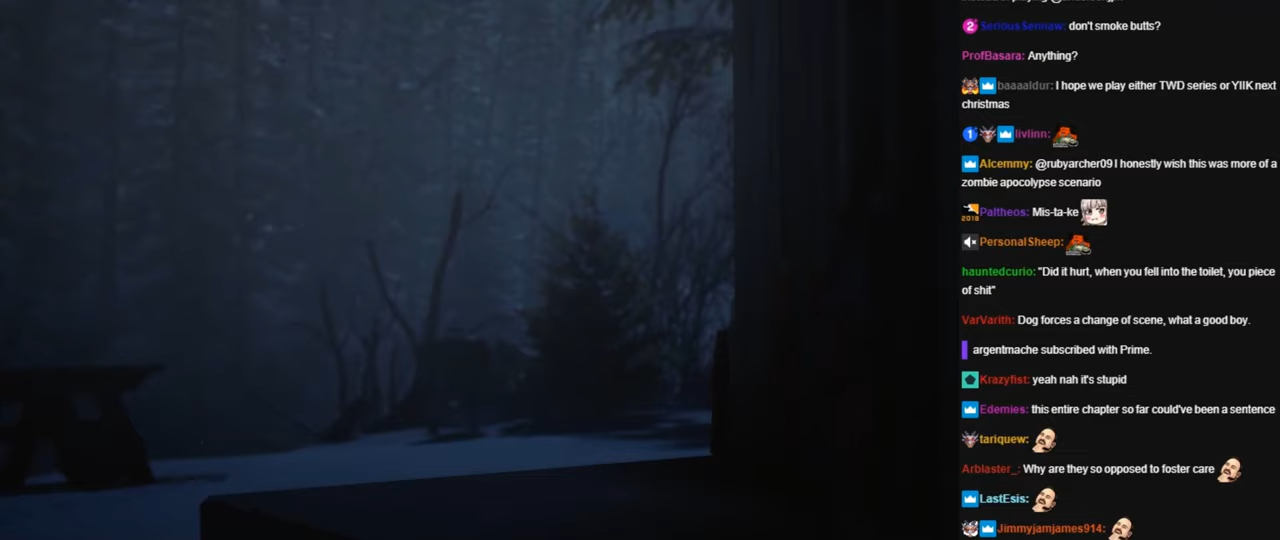 SeriousSerniaw: don't smoke butts?
ProfBasara: Anything?
baaaaldur: I hope we play either TWD series or YIIK next
christmas
livlinn:
Alcemmy: @rubyarcher09 I honestly wish this was more of a
zombie apocolypse scenario
2018 Paltheos: Mis-ta-ke
PersonalSheep:
hauntedcurio: "Did it hurt, when you fell into the toilet, you piece
of shit"
VarVarith: Dog forces a change of scene, what a good boy.
argentmache subscribed with Prime.
Krazyfist: yeah nah it's stupid
Edemies: this entire chapter so far could've been a sentence
tariquew:
Arblaster_: Why are they so opposed to foster care
LastEsis:
Jimmyjamjames914: